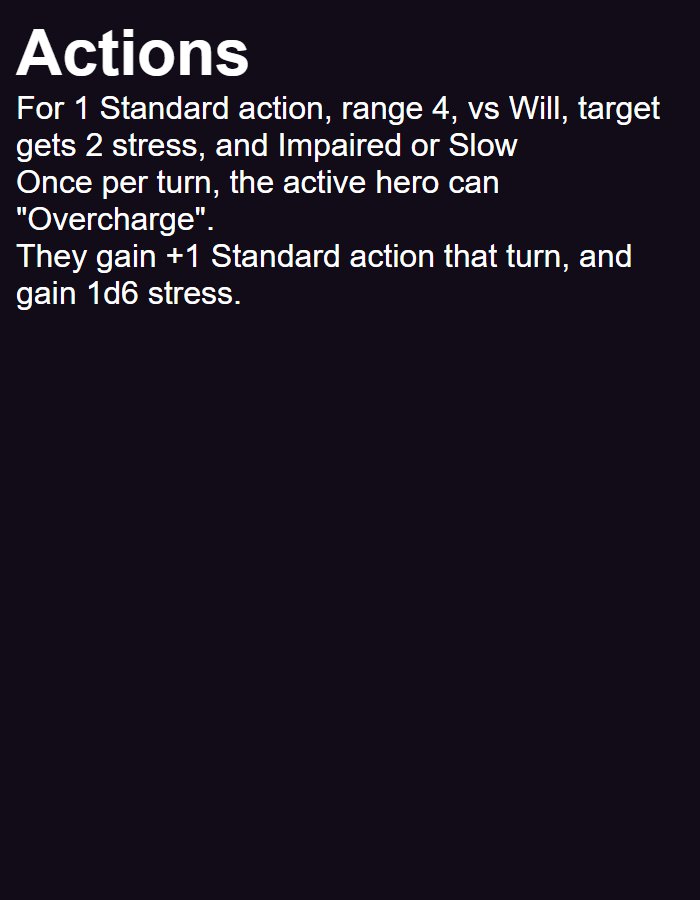 Actions
For 1 Standard action, range 4, vs Will, target
gets 2 stress, and Impaired or Slow
Once per turn, the active hero can
"Overcharge".
They gain +1 Standard action that turn, and
gain 1d6 stress.